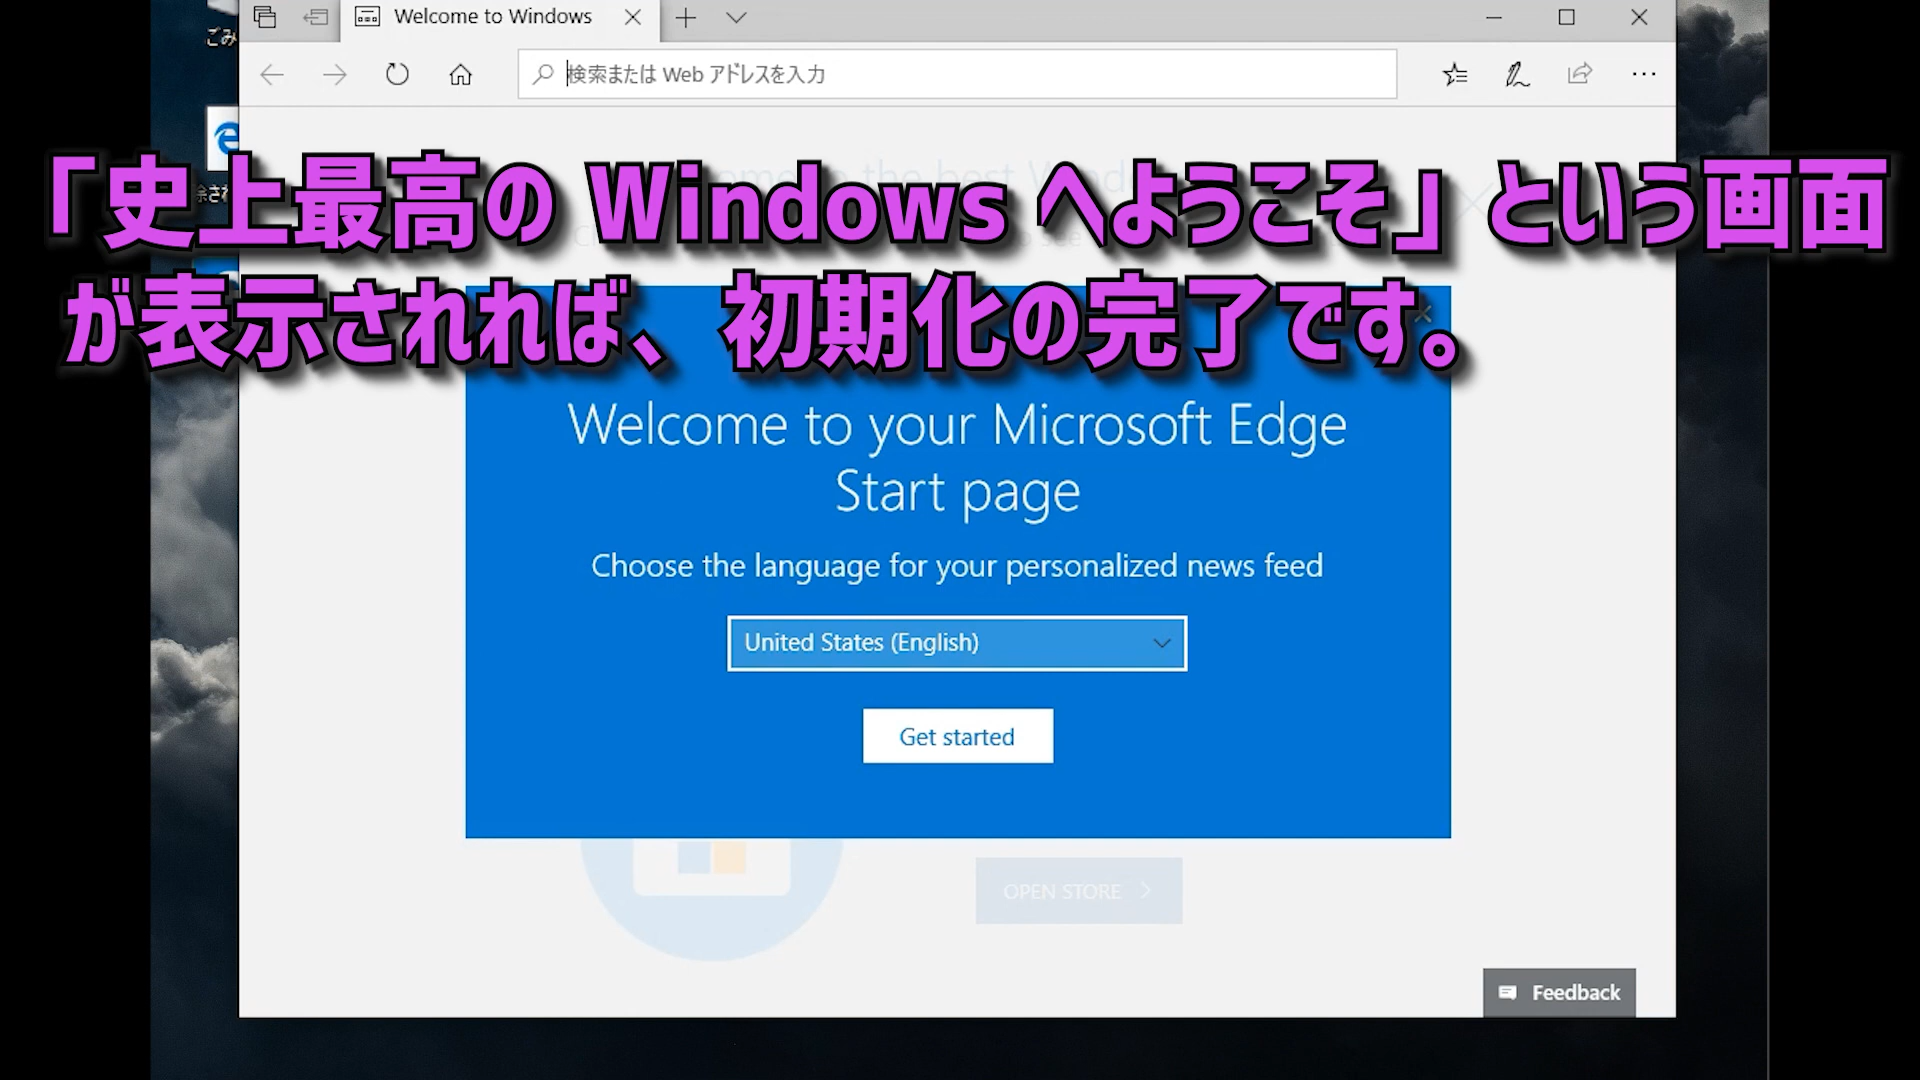 Welcome to Windows
ごみ
検索または Web アドレスを入力
「史上最高の Windows へようこそ」という画面
が表示されれば、初期化の完了です。
Welcome to your Microsoft Edge
Start page
Choose the language for your personalized news feed
United States (English)
Get started
OPEN STORE
Feedback